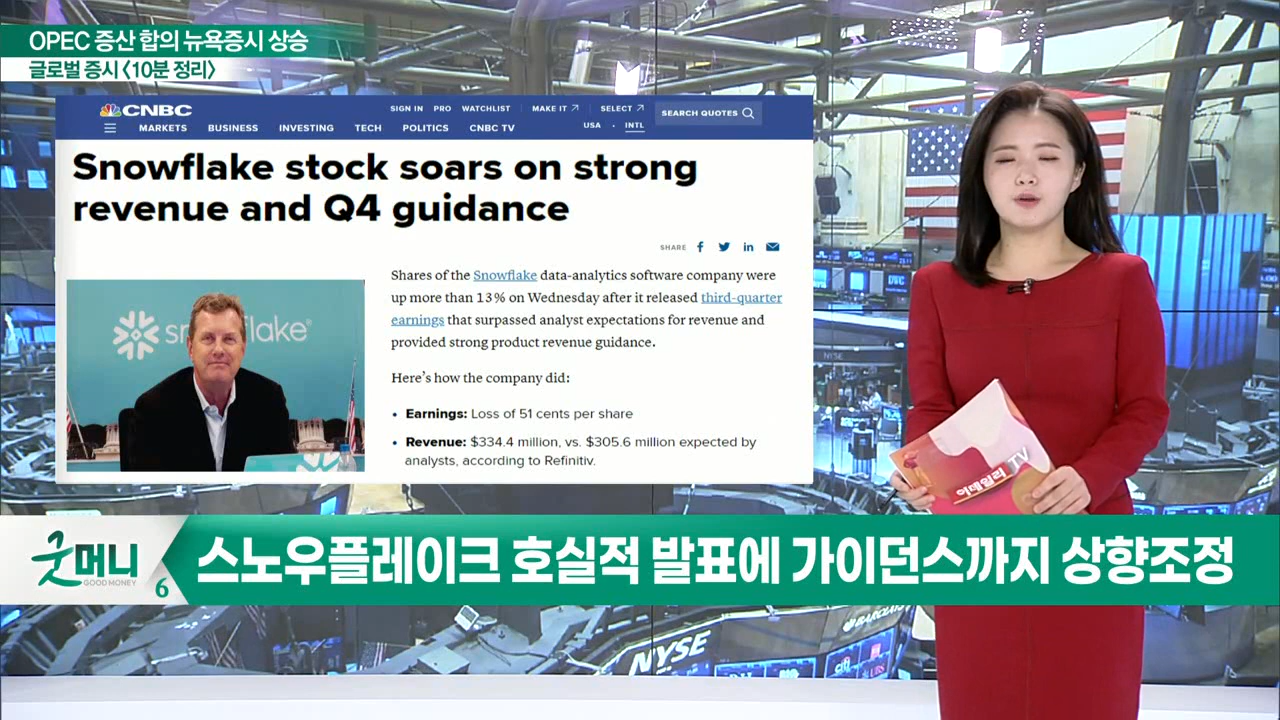 OPEC 증산 합의 뉴욕증시 상승
글로벌 증시 <10분 정리>
CNBC
SIGN IN PRO WATCHLIST MAKE IT SELECT
SEARCH QUOTES
MARKETS BUSINESS INVESTING TECH POLITICS CNBC TV
USA · INTL
Snowflake stock soars on strong
revenue and Q4 guidance
SHARE
snowflake
Shares of the Snowflake data-analytics software company were
up more than 13% on Wednesday after it released third-quarter
earnings that surpassed analyst expectations for revenue and
provided strong product revenue guidance.
Here's how the company did:
• Earnings: Loss of 51 cents per share
• Revenue: $334.4 million, vs. $305.6 million expected by
analysts, according to Refinitiv.
이데일리 TV
굿머니
GOOD MONEY
6
스노우플레이크 호실적 발표에 가이던스까지 상향조정
NYSE
BARCLAYS
citi
UBS
NYSE